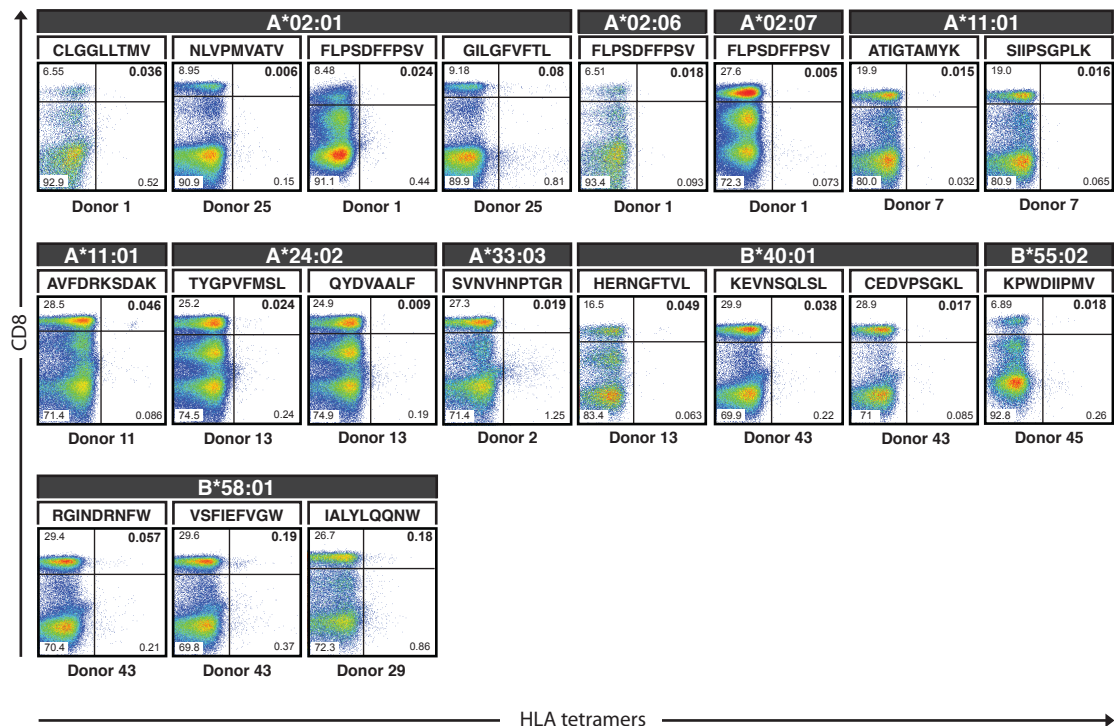 A*02:01 A*02:06 A*02:07 A*11:01
CLGGLLTMV NLVPMVATV FLPSDFFPSV GILGFVFTL FLPSDFFPSV FLPSDFFPSV ATIGTAMYK SIIPSGPLK
6.55 0.036 8.95 0.006 8.48 0.024 9.18 0.08 6.51 0.018 27.6 0.005 19.9 0.015 19.0 0.016
92.9 0.52 90.9 0.15 91.1 0.44 89.9 0.81 93.4 0.093 72.3 0.073 80.0 0.032 80.9 0.065
Donor 1 Donor 25 Donor 1 Donor 25 Donor 1 Donor 1 Donor 7 Donor 7
A*11:01 A*24:02 A*33:03 B*40:01 B*55:02
AVFDRKSDAK TYGPVFMSL QYDVAALF SVNVHNPTGR HERNGFTVL KEVNSQLSL CEDVPSGKL KPWDIIPMV
28.5 0.046 25.2 0.024 24.9 0.009 27.3 0.019 16.5 0.049 29.9 0.038 28.9 0.017 6.89 0.018
71.4 0.086 74.5 0.24 74.9 0.19 71.4 1.25 83.4 0.063 69.9 0.22 71 0.085 92.8 0.26
Donor 11 Donor 13 Donor 13 Donor 2 Donor 13 Donor 43 Donor 43 Donor 45
CD8
B*58:01
RGINDRNFW VSFIEFVGW IALYLQQNW
29.4 0.057 29.6 0.19 26.7 0.18
70.4 0.21 69.8 0.37 72.3 0.86
Donor 43 Donor 43 Donor 29
HLA tetramers